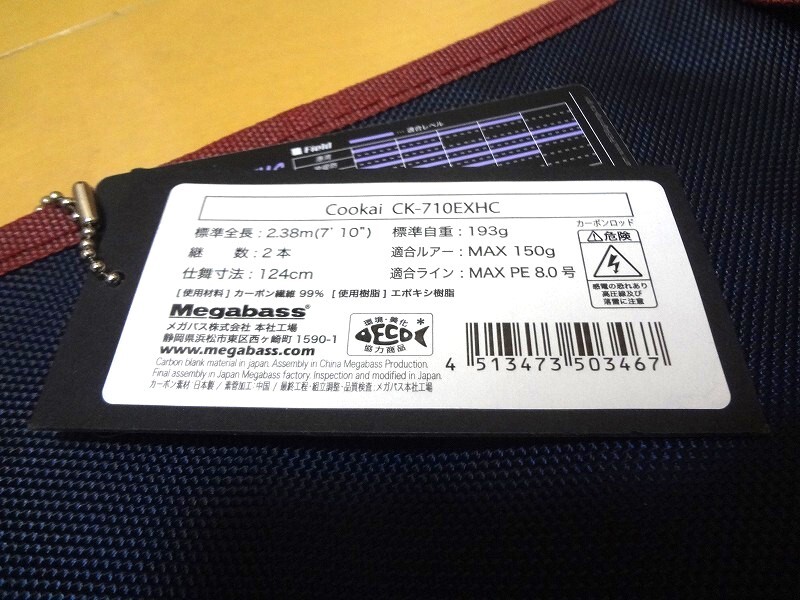 Field
適合レベル
Cookai CK-710EXHC
標準全長 : 2.38m(7' 10") 標準自重 : 193g
継 数 : 2 本 適合ルアー : MAX 150g
仕舞寸法 : 124cm 適合ライン : MAX PE 8.0 号
[使用材料] カーボン繊維 99% [使用樹脂] エポキシ樹脂
カーボンロッド
危険
感電の恐れあり
高圧線及び
落雷に注意
Megabass®
メガバス株式会社 本社工場
静岡県浜松市東区西ヶ崎町 1590-1
www.megabass.com
環境・美化
ECO
協力商品
Carbon blank material in japan. Assembly in China Megabass Production.
Final assembly in Japan Megabass factory. Inspection and modified in Japan.
カーボン素材:日本製 / 素管加工:中国 / 最終工程・組立調整・品質検査:メガバス本社工場
4 513473 503467